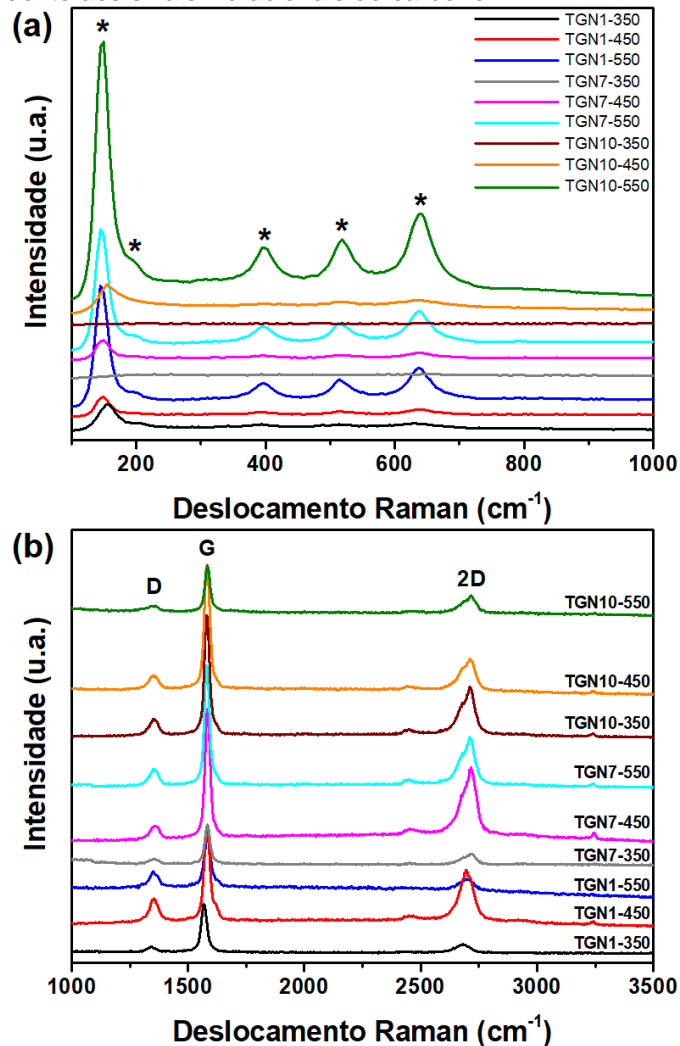 (a)
*
*
*
*
*
TGN1-350
TGN1-450
TGN1-550
TGN7-350
TGN7-450
TGN7-550
TGN10-350
TGN10-450
TGN10-550
Intensidade (u.a.)
200 400 600 800 1000
Deslocamento Raman (cm-1)
(b)
D
G
2D
TGN10-550
TGN10-450
TGN10-350
TGN7-550
TGN7-450
TGN7-350
TGN1-550
TGN1-450
TGN1-350
Intensidade (u.a.)
1000 1500 2000 2500 3000 3500
Deslocamento Raman (cm-1)